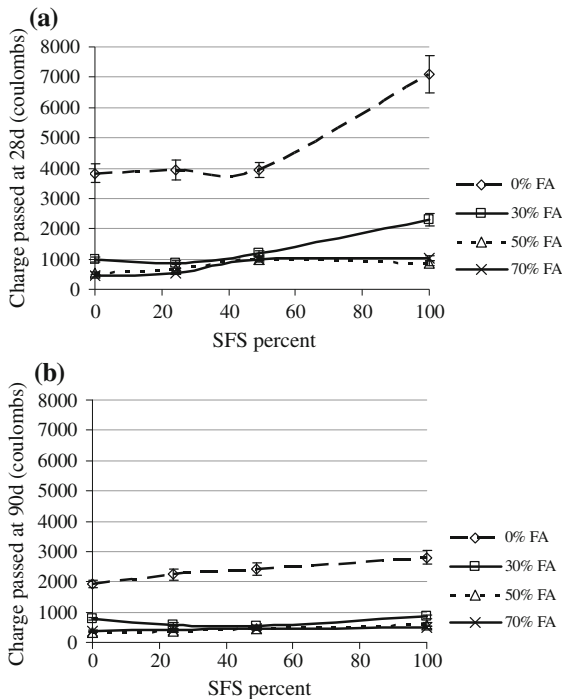 (a)
Charge passed at 28d (coulombs)
8000
7000
6000
5000
4000
3000
2000
1000
0
0 20 40 60 80 100
SFS percent
0% FA
30% FA
50% FA
70% FA
(b)
Charge passed at 90d (coulombs)
8000
7000
6000
5000
4000
3000
2000
1000
0
0 20 40 60 80 100
SFS percent
0% FA
30% FA
50% FA
70% FA